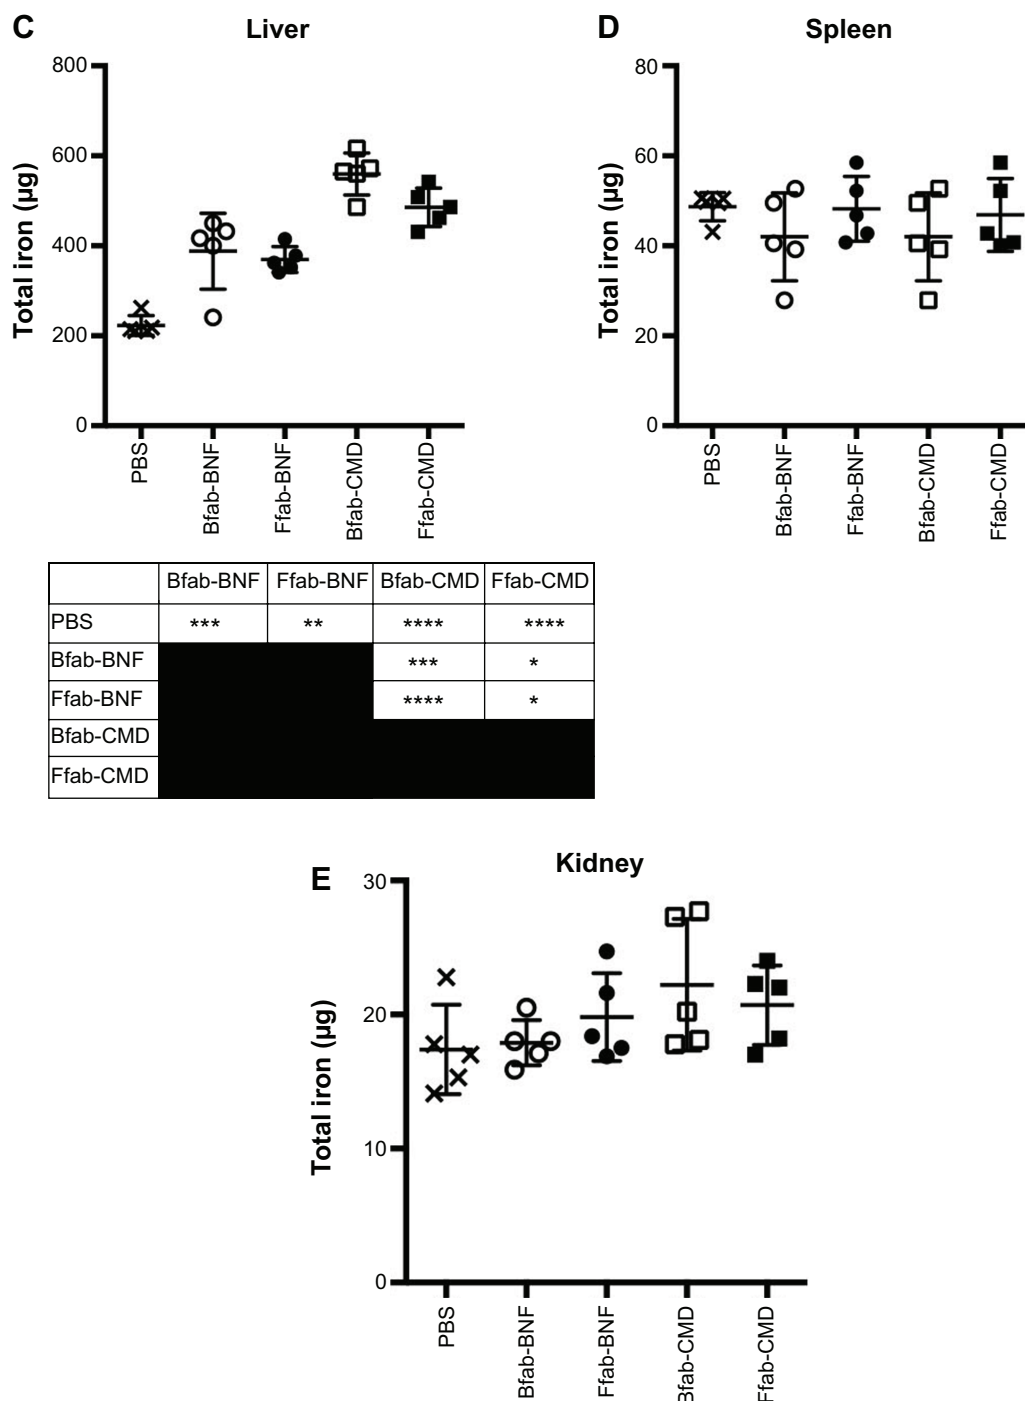 C
Liver
Total iron (µg)
800
600
400
200
0
PBS
Bfab-BNF
Ffab-BNF
Bfab-CMD
Ffab-CMD
D
Spleen
Total iron (µg)
80
60
40
20
0
PBS
Bfab-BNF
Ffab-BNF
Bfab-CMD
Ffab-CMD
Bfab-BNF Ffab-BNF Bfab-CMD Ffab-CMD
PBS *** ** **** ****
Bfab-BNF *** *
Ffab-BNF **** *
Bfab-CMD
Ffab-CMD
E
Kidney
Total iron (µg)
30
20
10
0
PBS
Bfab-BNF
Ffab-BNF
Bfab-CMD
Ffab-CMD